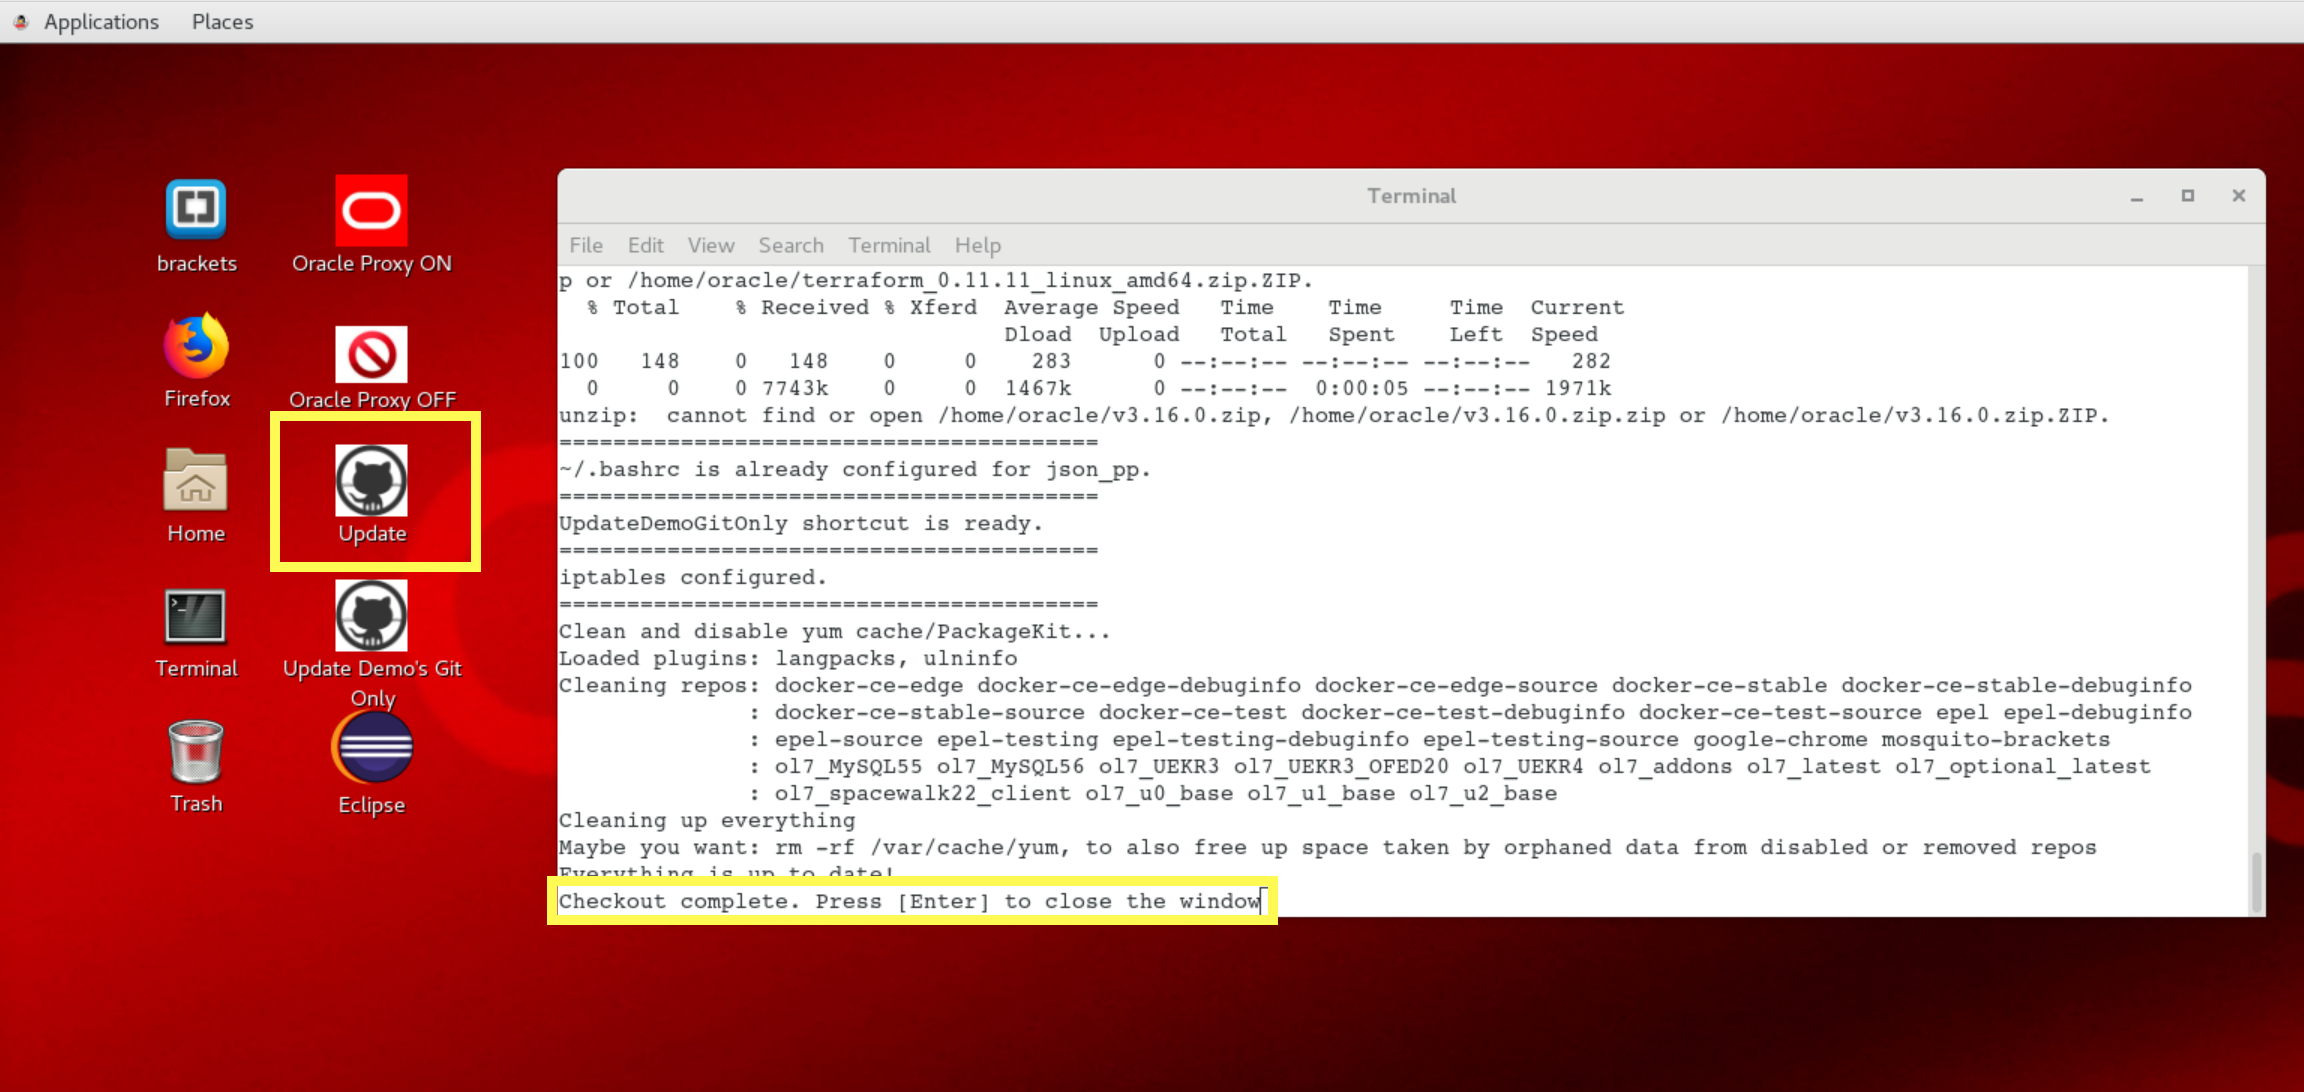 Applications Places
brackets
Oracle Proxy ON
Firefox
Oracle Proxy OFF
Home
Update
Terminal
Update Demo's Git
Only
Trash
Eclipse
Terminal
File Edit View Search Terminal Help
p or /home/oracle/terraform_0.11.11_linux_amd64.zip.ZIP.
  % Total    % Received % Xferd  Average Speed   Time    Time     Time  Current
                                 Dload  Upload   Total   Spent    Left  Speed
100   148    0   148    0     0    283      0 --:--:-- --:--:-- --:--:--   282
  0     0    0 7743k    0     0  1467k      0 --:--:--  0:00:05 --:--:-- 1971k
unzip:  cannot find or open /home/oracle/v3.16.0.zip, /home/oracle/v3.16.0.zip.zip or /home/oracle/v3.16.0.zip.ZIP.
========================================
~/.bashrc is already configured for json_pp.
========================================
UpdateDemoGitOnly shortcut is ready.
========================================
iptables configured.
========================================
Clean and disable yum cache/PackageKit...
Loaded plugins: langpacks, ulninfo
Cleaning repos: docker-ce-edge docker-ce-edge-debuginfo docker-ce-edge-source docker-ce-stable docker-ce-stable-debuginfo
              : docker-ce-stable-source docker-ce-test docker-ce-test-debuginfo docker-ce-test-source epel epel-debuginfo
              : epel-source epel-testing epel-testing-debuginfo epel-testing-source google-chrome mosquito-brackets
              : ol7_MySQL55 ol7_MySQL56 ol7_UEKR3 ol7_UEKR3_OFED20 ol7_UEKR4 ol7_addons ol7_latest ol7_optional_latest
              : ol7_spacewalk22_client ol7_u0_base ol7_u1_base ol7_u2_base
Cleaning up everything
Maybe you want: rm -rf /var/cache/yum, to also free up space taken by orphaned data from disabled or removed repos
Everything is up to date!
Checkout complete. Press [Enter] to close the window